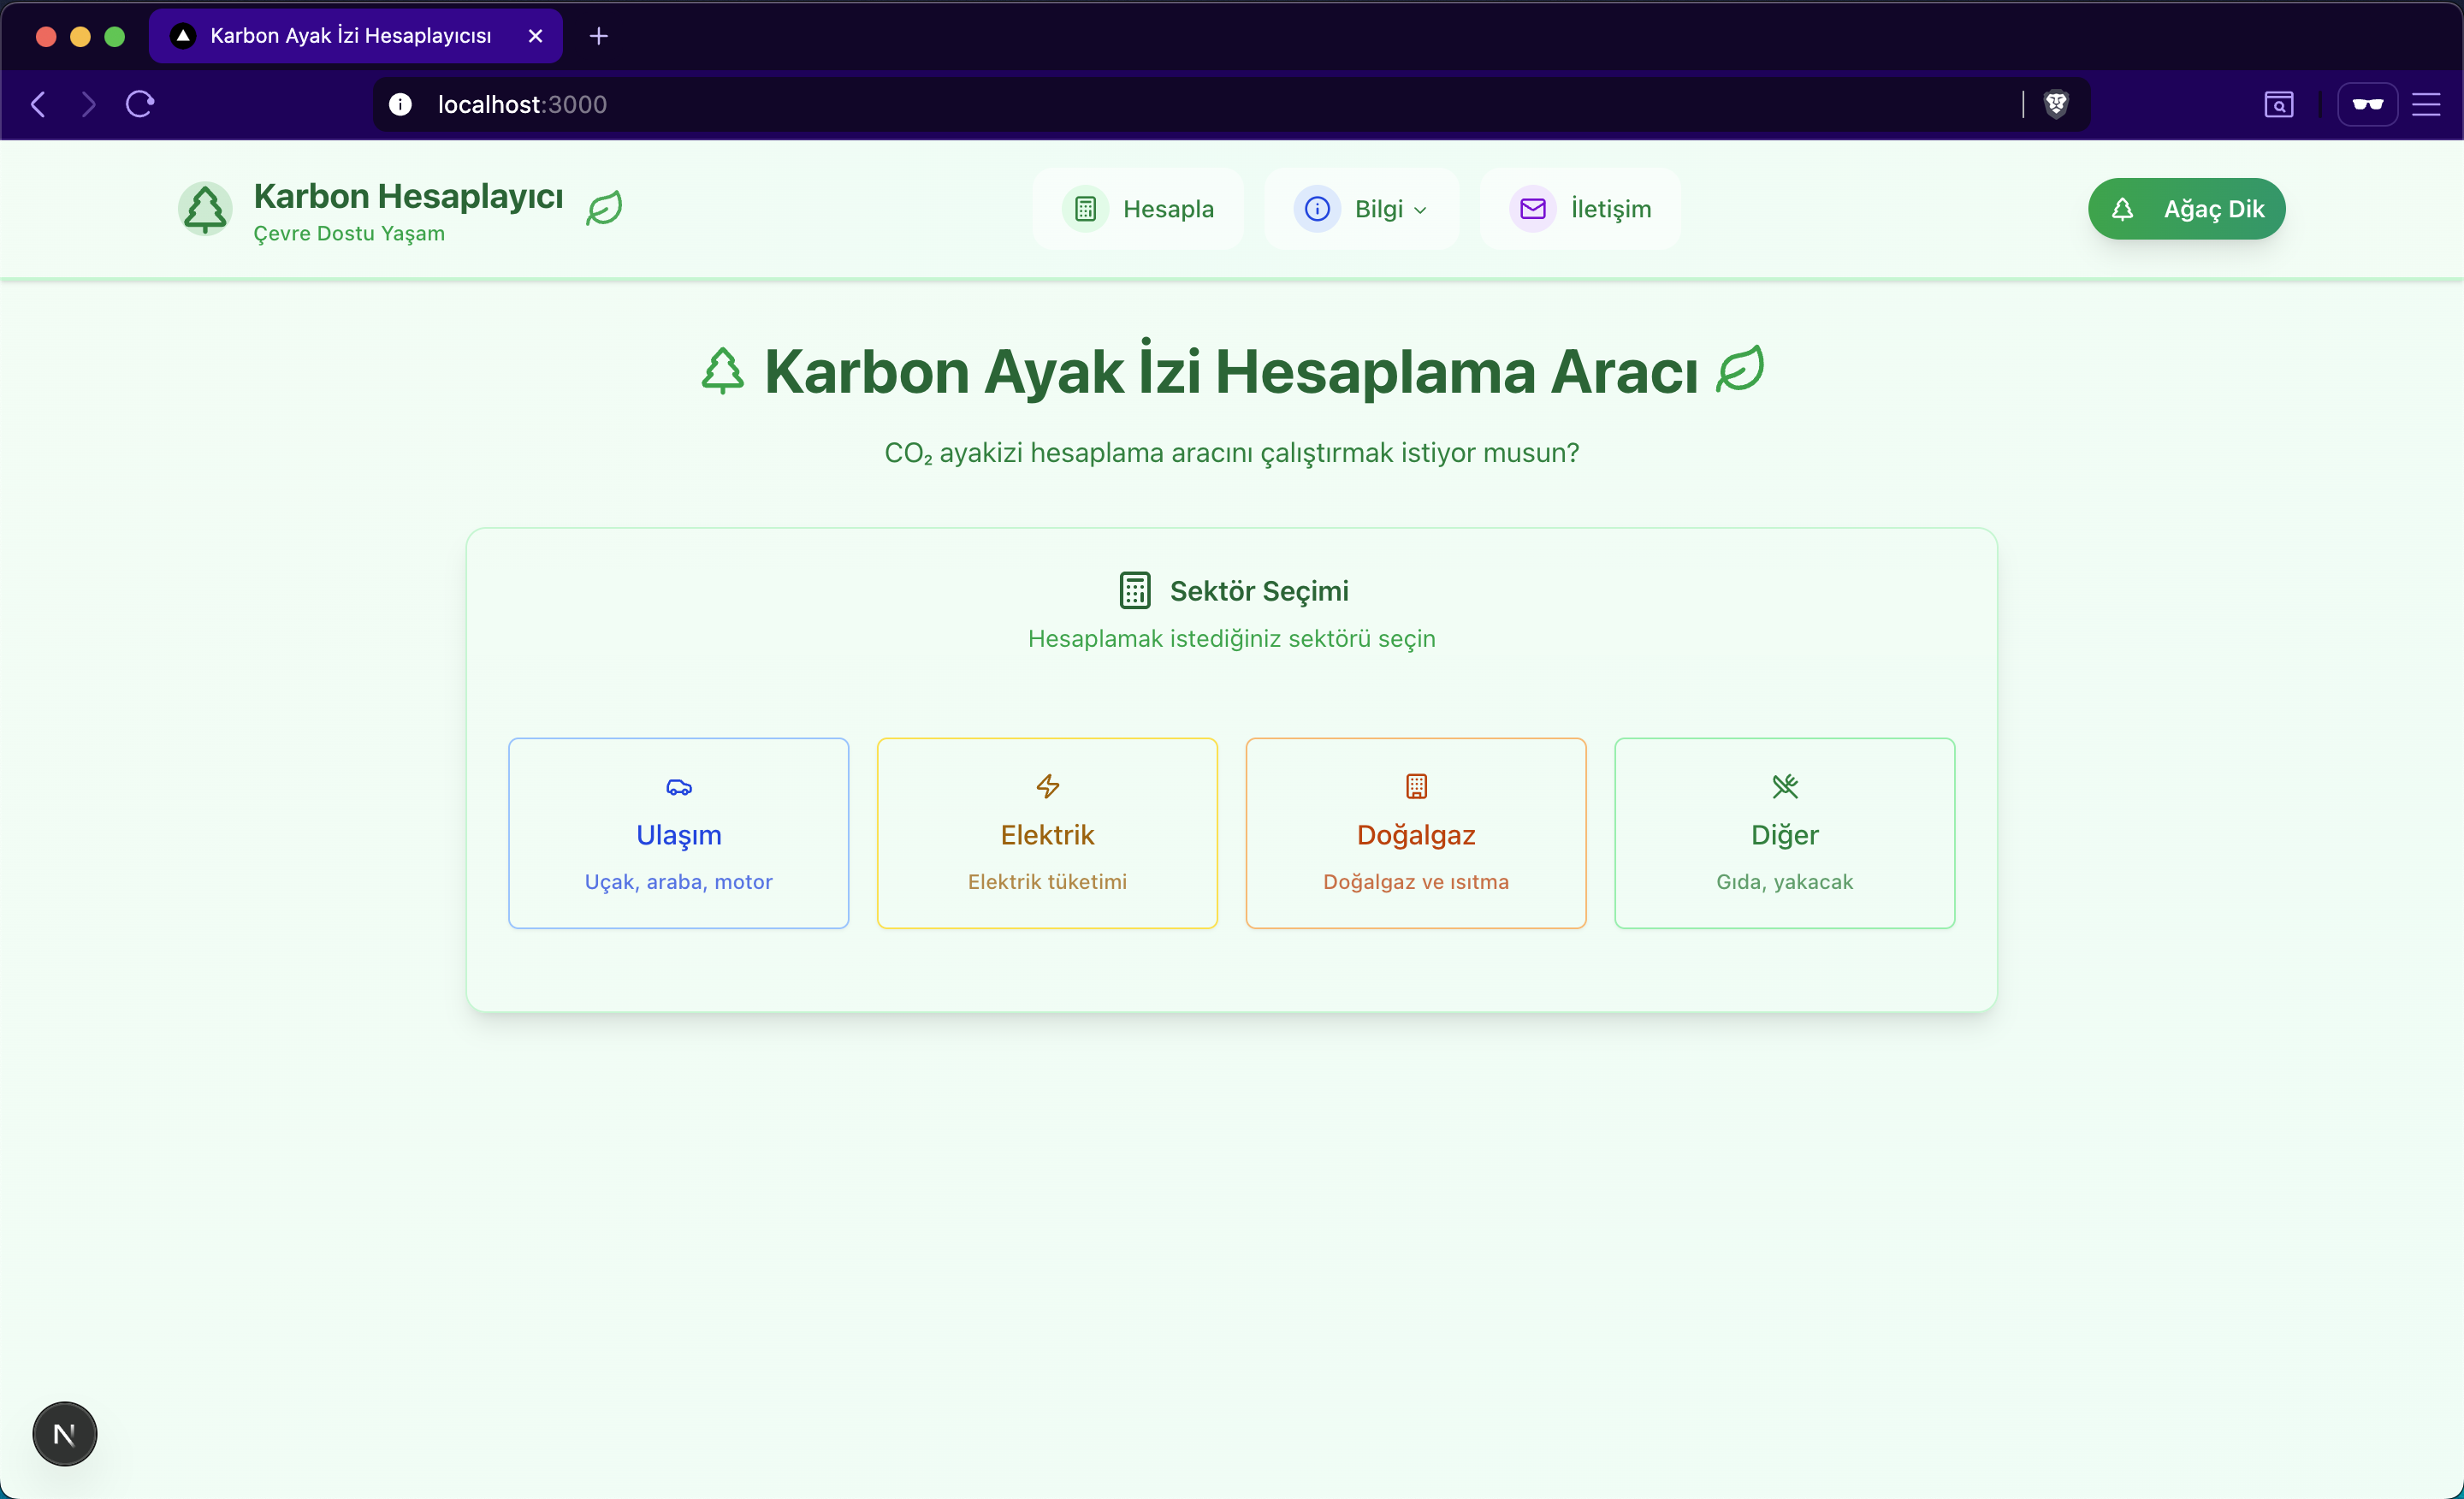 Karbon Ayak İzi Hesaplayıcısı
localhost:3000
Karbon Hesaplayıcı
Çevre Dostu Yaşam
Hesapla
Bilgi
İletişim
Ağaç Dik
Karbon Ayak İzi Hesaplama Aracı
CO₂ ayakizi hesaplama aracını çalıştırmak istiyor musun?
Sektör Seçimi
Hesaplamak istediğiniz sektörü seçin
Ulaşım
Uçak, araba, motor
Elektrik
Elektrik tüketimi
Doğalgaz
Doğalgaz ve ısıtma
Diğer
Gıda, yakacak
N